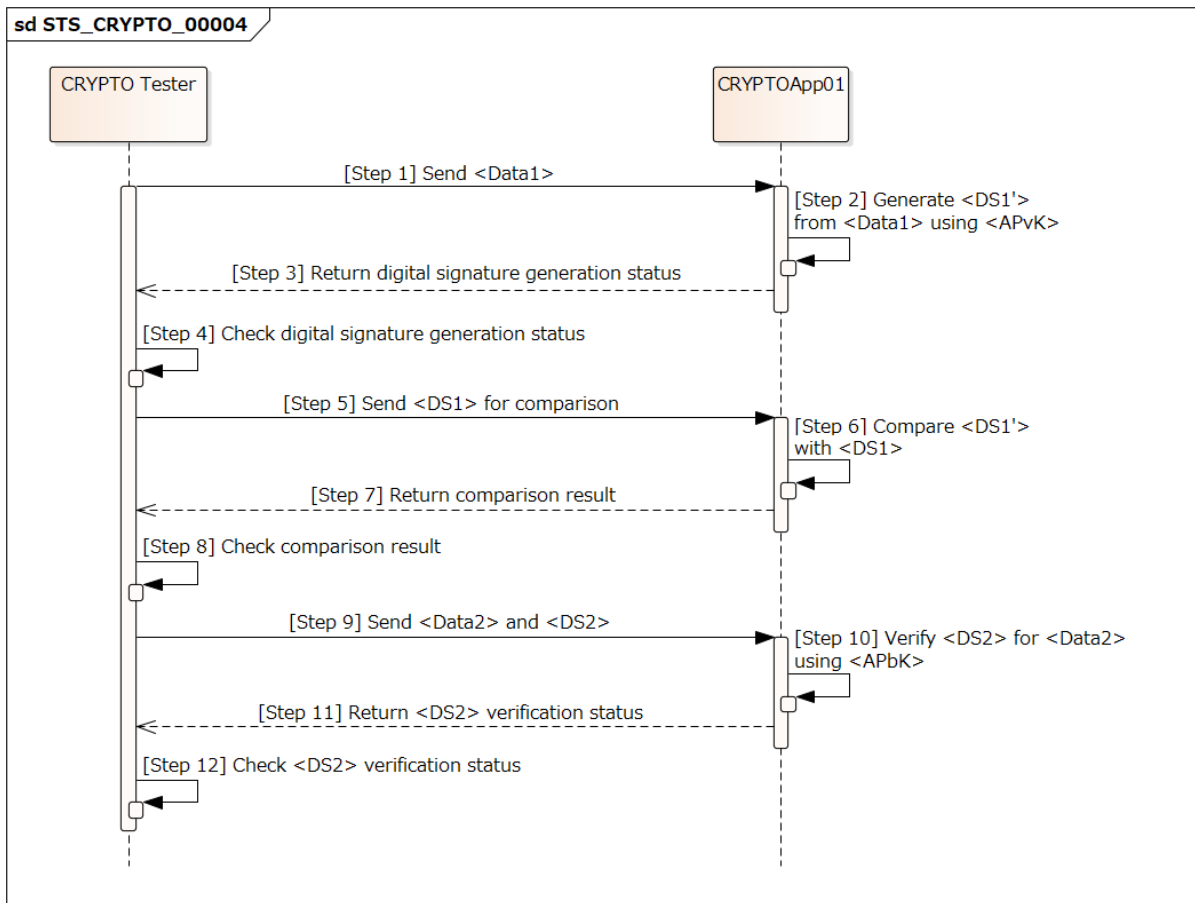 sd STS_CRYPTO_00004
CRYPTO Tester
CRYPTOApp01
[Step 1] Send <Data1>
[Step 2] Generate <DS1'>
from <Data1> using <APvK>
[Step 3] Return digital signature generation status
[Step 4] Check digital signature generation status
[Step 5] Send <DS1> for comparison
[Step 6] Compare <DS1'>
with <DS1>
[Step 7] Return comparison result
[Step 8] Check comparison result
[Step 9] Send <Data2> and <DS2>
[Step 10] Verify <DS2> for <Data2>
using <APbK>
[Step 11] Return <DS2> verification status
[Step 12] Check <DS2> verification status